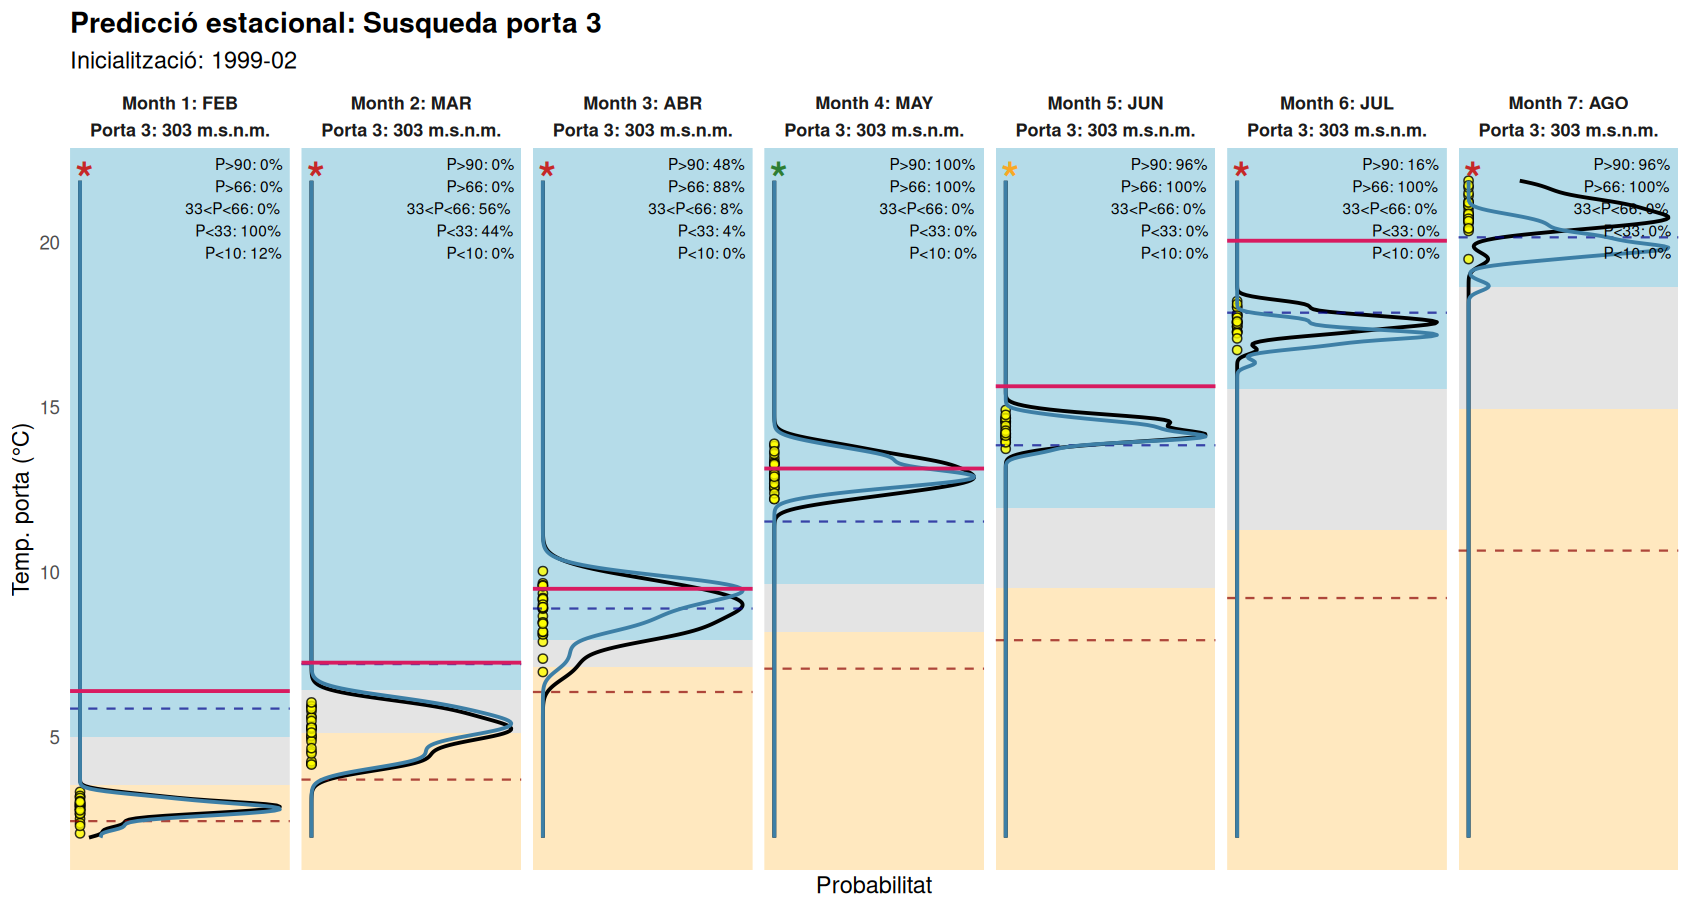 Predicció estacional: Susqueda porta 3
Inicialització: 1999-02
Month 1: FEB
Porta 3: 303 m.s.n.m.
Month 2: MAR
Porta 3: 303 m.s.n.m.
Month 3: ABR
Porta 3: 303 m.s.n.m.
Month 4: MAY
Porta 3: 303 m.s.n.m.
Month 5: JUN
Porta 3: 303 m.s.n.m.
Month 6: JUL
Porta 3: 303 m.s.n.m.
Month 7: AGO
Porta 3: 303 m.s.n.m.
*
P>90: 0%
P>66: 0%
33<P<66: 0%
P<33: 100%
P<10: 12%
*
P>90: 0%
P>66: 0%
33<P<66: 56%
P<33: 44%
P<10: 0%
*
P>90: 48%
P>66: 88%
33<P<66: 8%
P<33: 4%
P<10: 0%
*
P>90: 100%
P>66: 100%
33<P<66: 0%
P<33: 0%
P<10: 0%
*
P>90: 96%
P>66: 100%
33<P<66: 0%
P<33: 0%
P<10: 0%
*
P>90: 16%
P>66: 100%
33<P<66: 0%
P<33: 0%
P<10: 0%
*
P>90: 96%
P>66: 100%
33<P<66: 0%
P<33: 0%
P<10: 0%
20
15
10
5
Temp. porta (°C)
Probabilitat